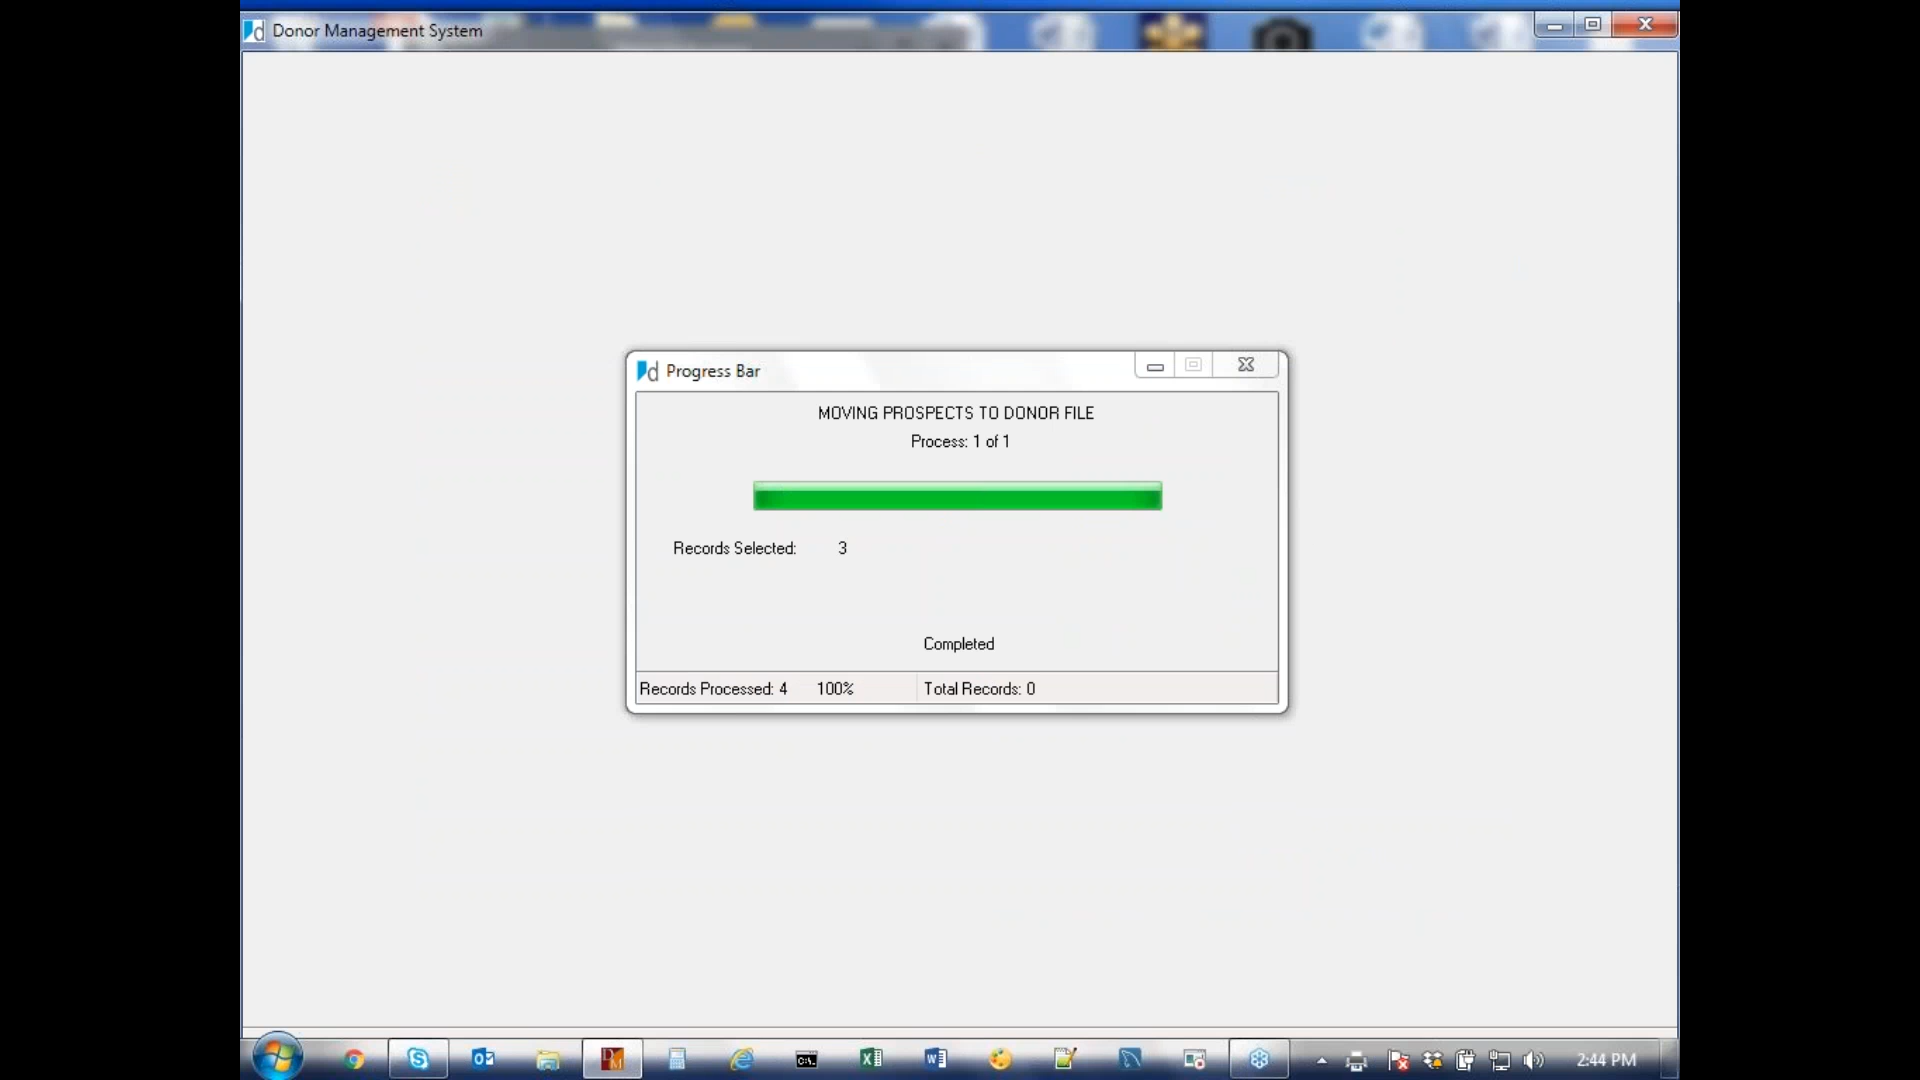 Donor Management System
Progress Bar
MOVING PROSPECTS TO DONOR FILE
Process: 1 of 1
Records Selected: 3
Completed
Records Processed: 4 100% Total Records: 0
2:44 PM